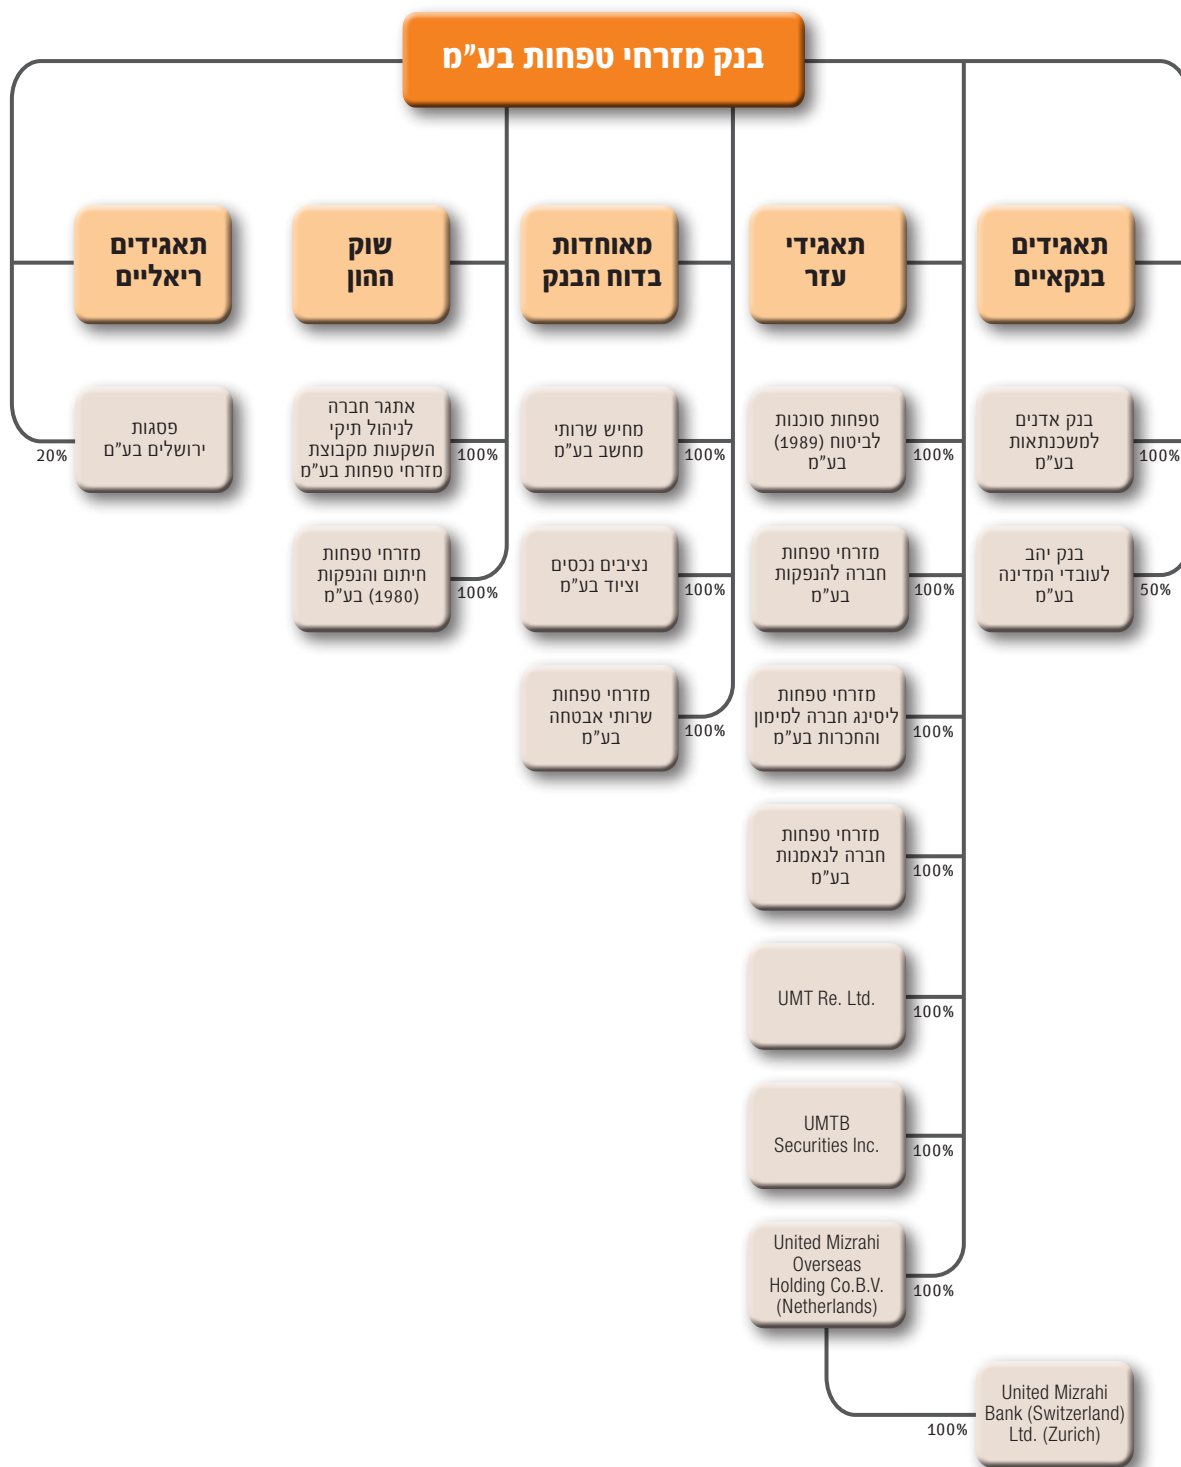 בנק מזרחי טפחות בע"מ
תאגידים
בנקאיים
בנק אדנים
למשכנתאות
בע"מ
100%
בנק יהב
לעובדי המדינה
בע"מ
50%
תאגידי
עזר
טפחות סוכנות
לביטוח (1989)
בע"מ
100%
מזרחי טפחות
חברה להנפקות
בע"מ
100%
מזרחי טפחות
ליסינג חברה למימון
והחכרות בע"מ
100%
מזרחי טפחות
חברה לנאמנות
בע"מ
100%
UMT Re. Ltd.
100%
UMTB
Securities Inc.
100%
United Mizrahi
Overseas
Holding Co.B.V.
(Netherlands)
100%
United Mizrahi
Bank (Switzerland)
Ltd. (Zurich)
100%
מאוחדות
בדוח הבנק
מחיש שרותי
מחשב בע"מ
100%
נציבים נכסים
וציוד בע"מ
100%
מזרחי טפחות
שרותי אבטחה
בע"מ
100%
שוק
ההון
אתגר חברה
לניהול תיקי
השקעות מקבוצת
מזרחי טפחות בע"מ
100%
מזרחי טפחות
חיתום והנפקות
(1980) בע"מ
100%
תאגידים
ריאליים
פסגות
ירושלים בע"ם
20%